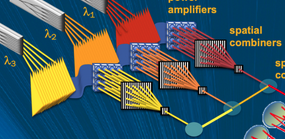 λ₁
amplifiers
λ₂
spatial
combiners
λ₃